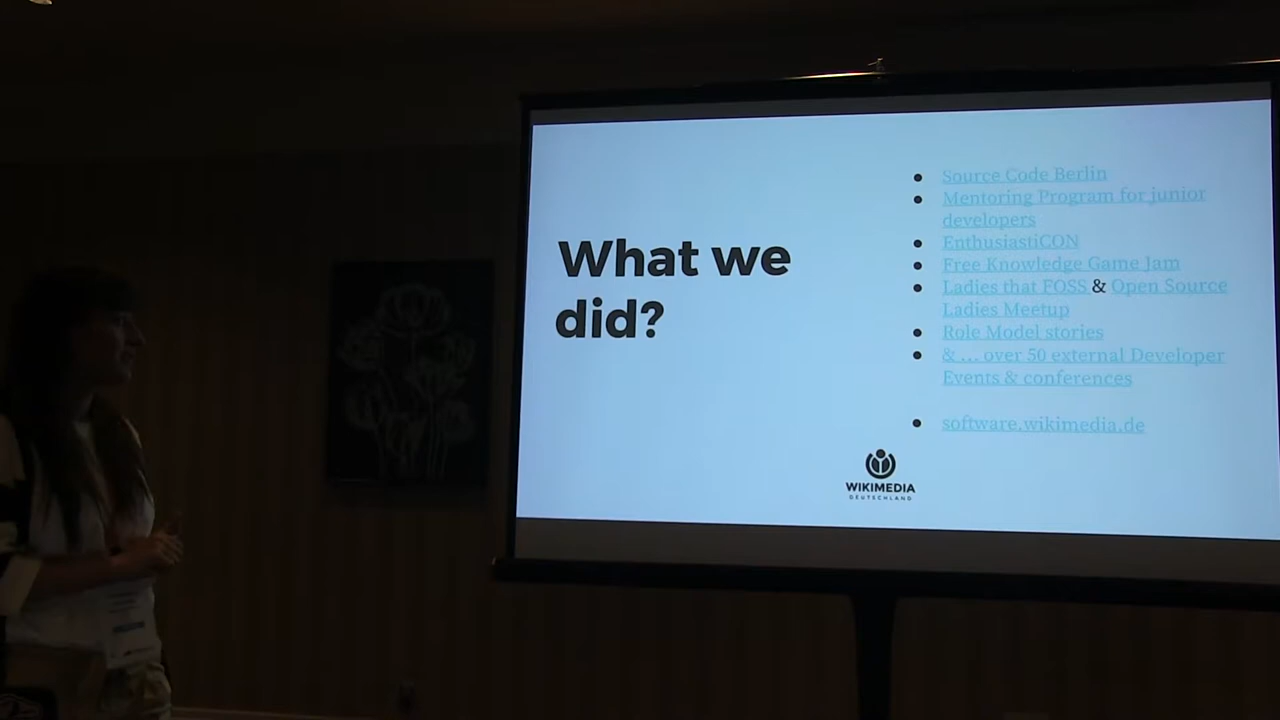 What we
did?
Source Code Berlin
Mentoring Program for junior
developers
EnthusiastiCON
Free Knowledge Game Jam
Ladies that FOSS & Open Source
Ladies Meetup
Role Model stories
& ... over 50 external Developer
Events & conferences
software.wikimedia.de
WIKIMEDIA
DEUTSCHLAND